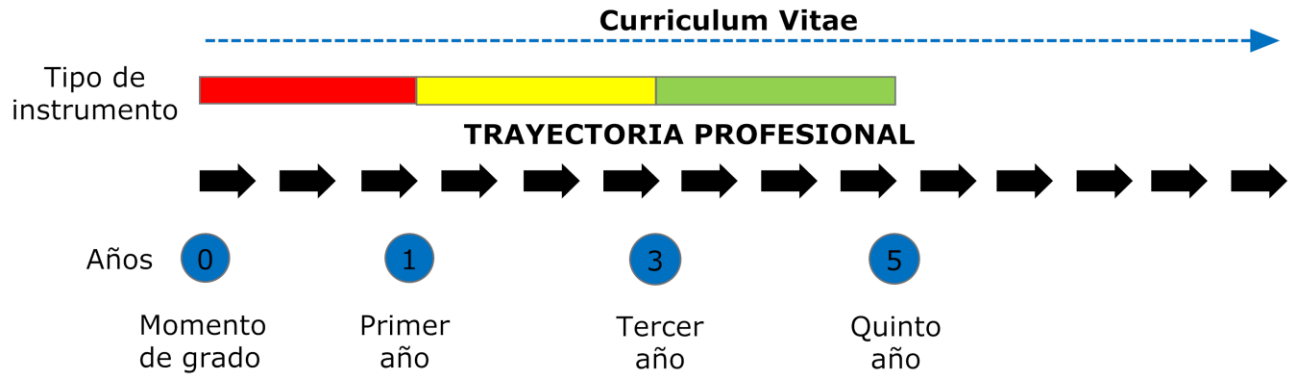 Curriculum Vitae
Tipo de
instrumento
TRAYECTORIA PROFESIONAL
Años 0 1 3 5
Momento
de grado
Primer
año
Tercer
año
Quinto
año